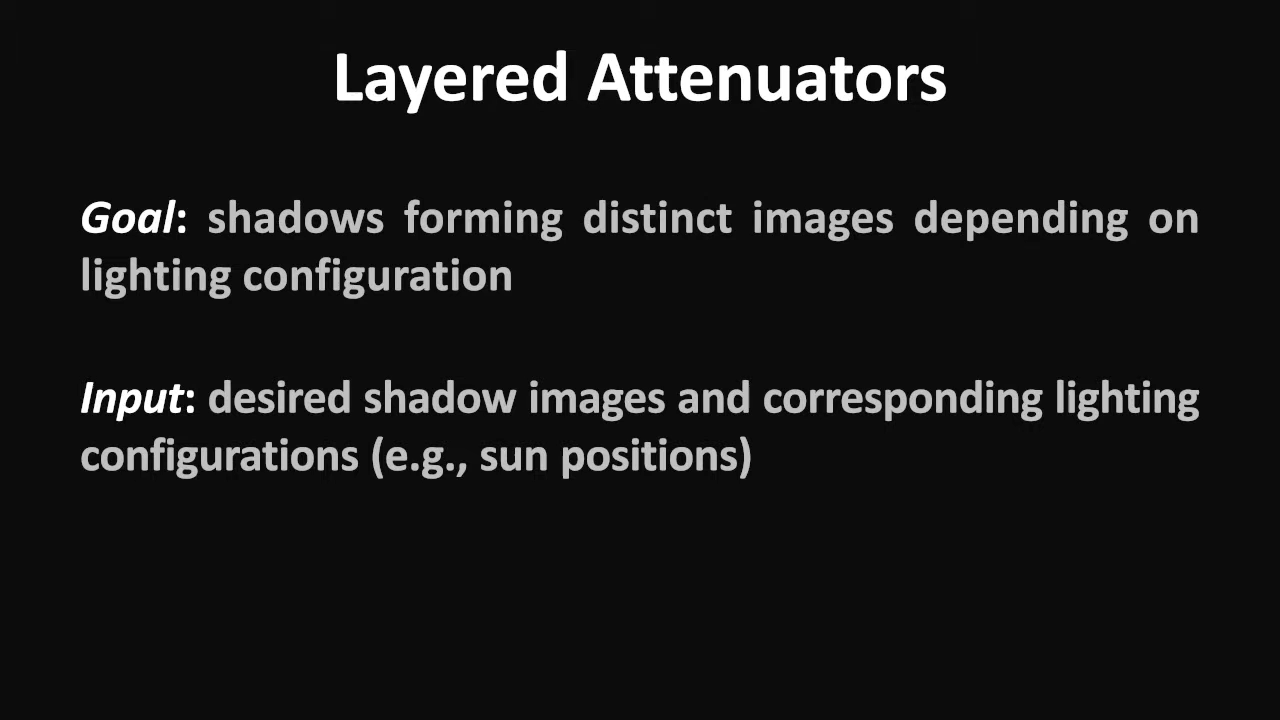 Layered Attenuators
Goal: shadows forming distinct images depending on
lighting configuration
Input: desired shadow images and corresponding lighting
configurations (e.g., sun positions)